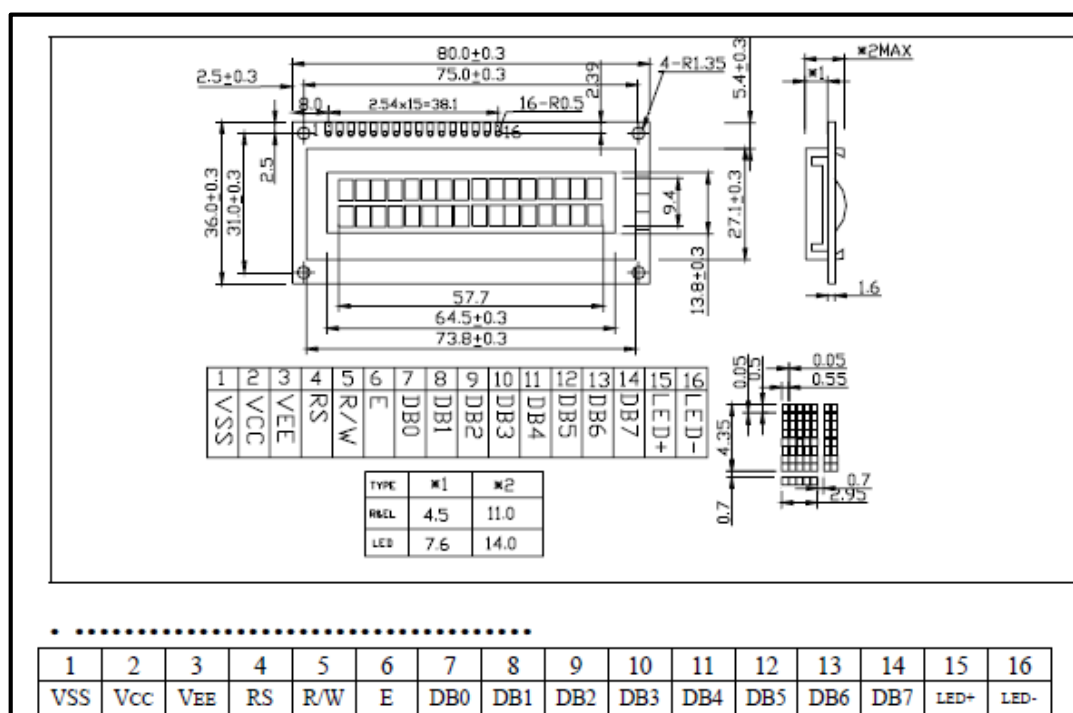 80.0±0.3
75.0±0.3
2.5±0.3
8.0
2.54x15=38.1
16-R0.5
2.39
4-R1.35
5.4±0.3
*2MAX
*1
1
16
36.0±0.3
31.0±0.3
2.5
9.4
13.8±0.3
27.1±0.3
1.6
57.7
64.5±0.3
73.8±0.3
1 2 3 4 5 6 7 8 9 10 11 12 13 14 15 16
VSS VCC VEE RS R/W E DB0 DB1 DB2 DB3 DB4 DB5 DB6 DB7 LED+ LED-
0.05
0.5
0.05
0.55
4.35
0.7
0.7
2.95
TYPE *1 *2
R&EL 4.5 11.0
LED 7.6 14.0
1 2 3 4 5 6 7 8 9 10 11 12 13 14 15 16
VSS VCC VEE RS R/W E DB0 DB1 DB2 DB3 DB4 DB5 DB6 DB7 LED+ LED-